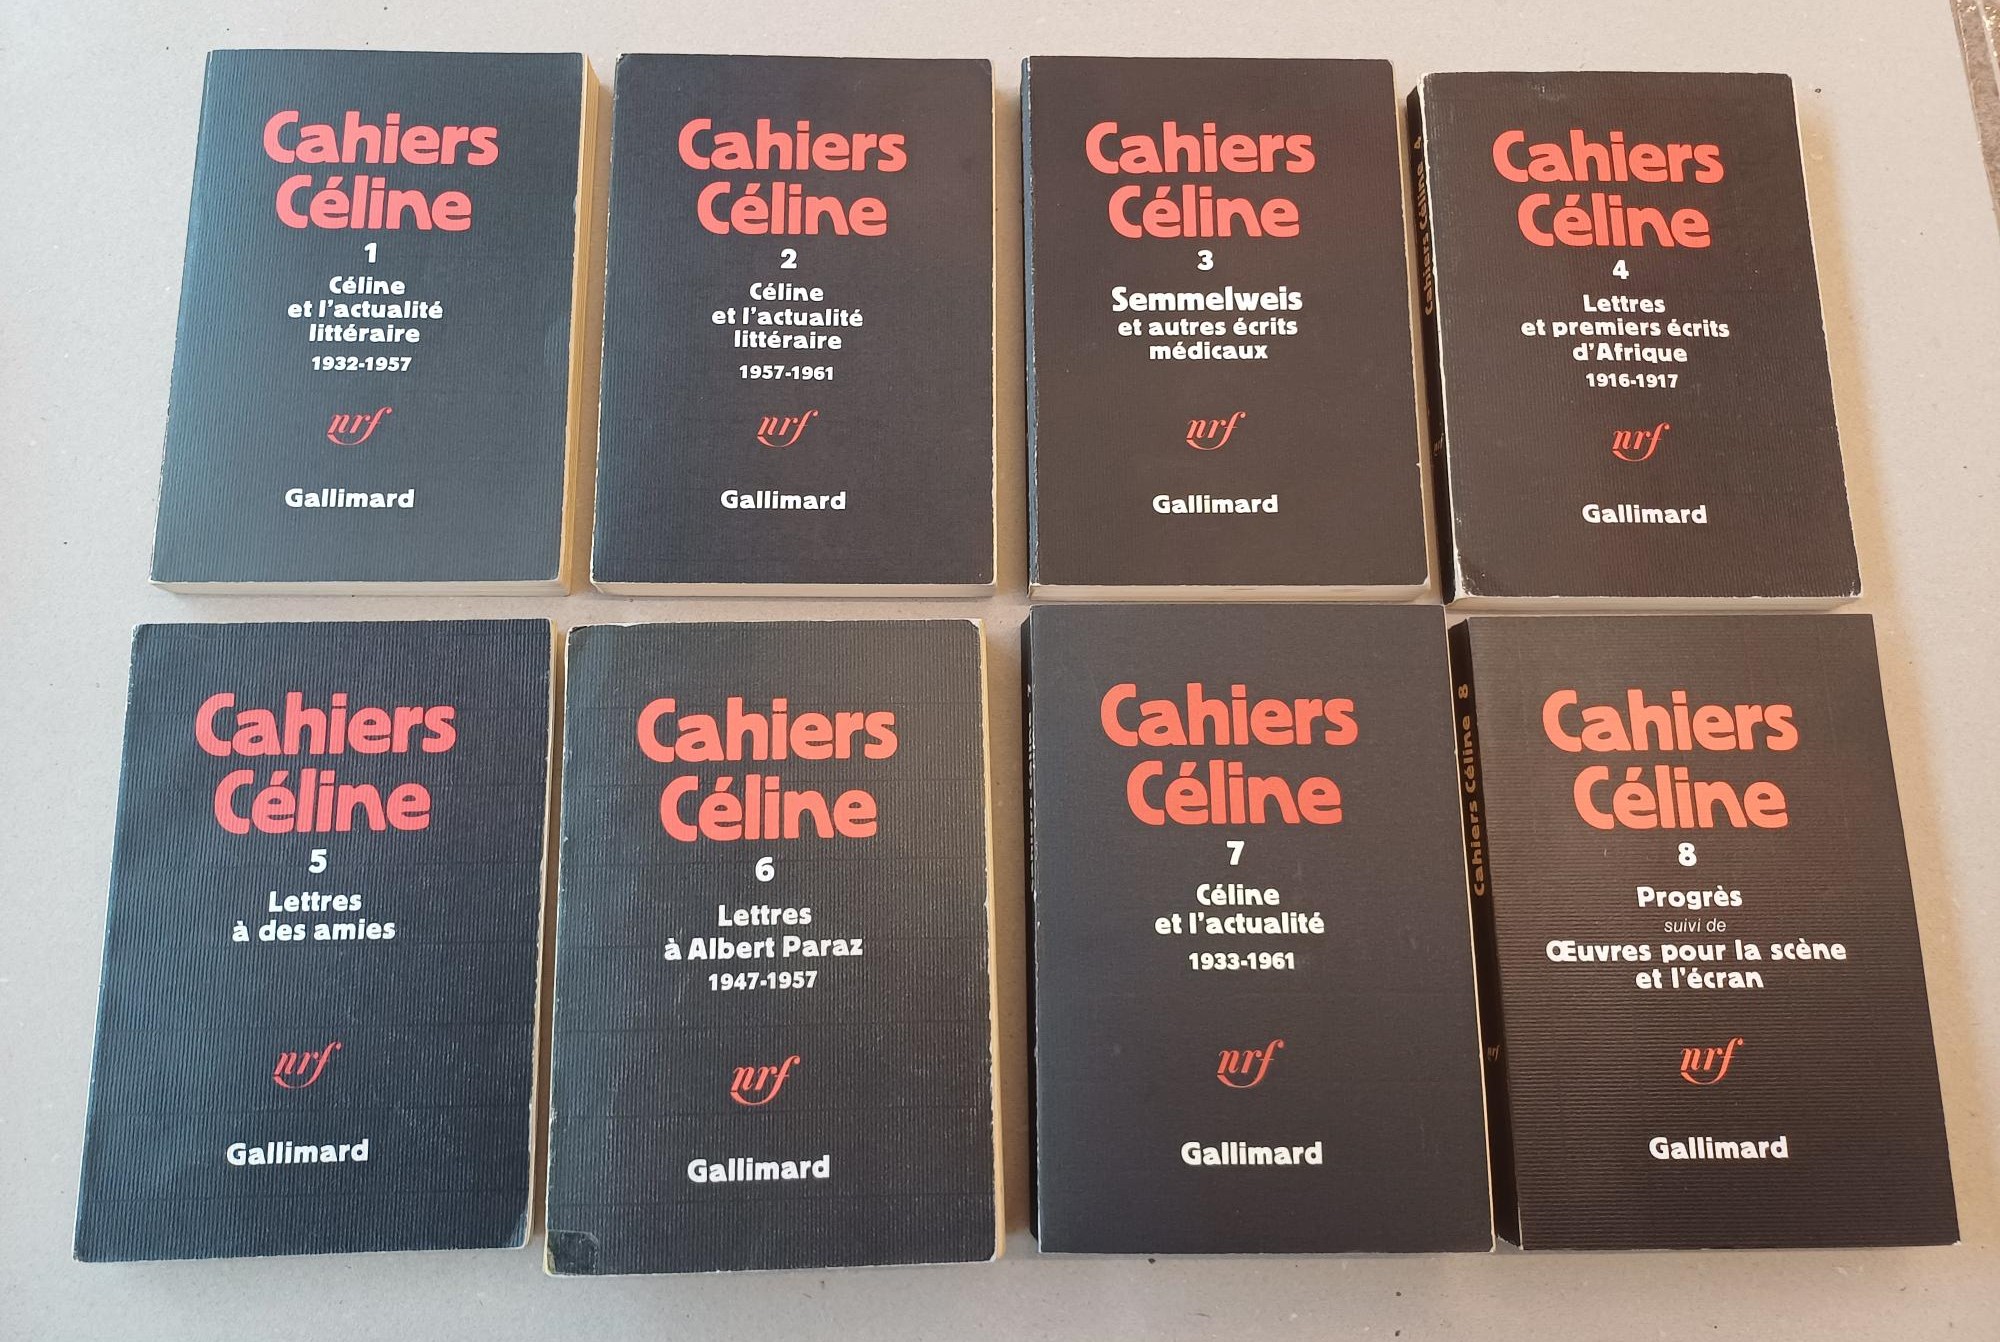 Cahiers
Céline
1
Céline
et l'actualité
littéraire
1932-1957
nrf
Gallimard
Cahiers
Céline
2
Céline
et l'actualité
littéraire
1957-1961
nrf
Gallimard
Cahiers
Céline
3
Semmelweis
et autres écrits
médicaux
nrf
Gallimard
Cahiers Céline 4
nrf
Cahiers
Céline
4
Lettres
et premiers écrits
d'Afrique
1916-1917
nrf
Gallimard
Cahiers
Céline
5
Lettres
à des amies
nrf
Gallimard
Cahiers
Céline
6
Lettres
à Albert Paraz
1947-1957
nrf
Gallimard
Cahiers
Céline
7
Céline
et l'actualité
1933-1961
nrf
Gallimard
Cahiers Céline 8
nrf
Cahiers
Céline
8
Progrès
suivi de
Œuvres pour la scène
et l'écran
nrf
Gallimard